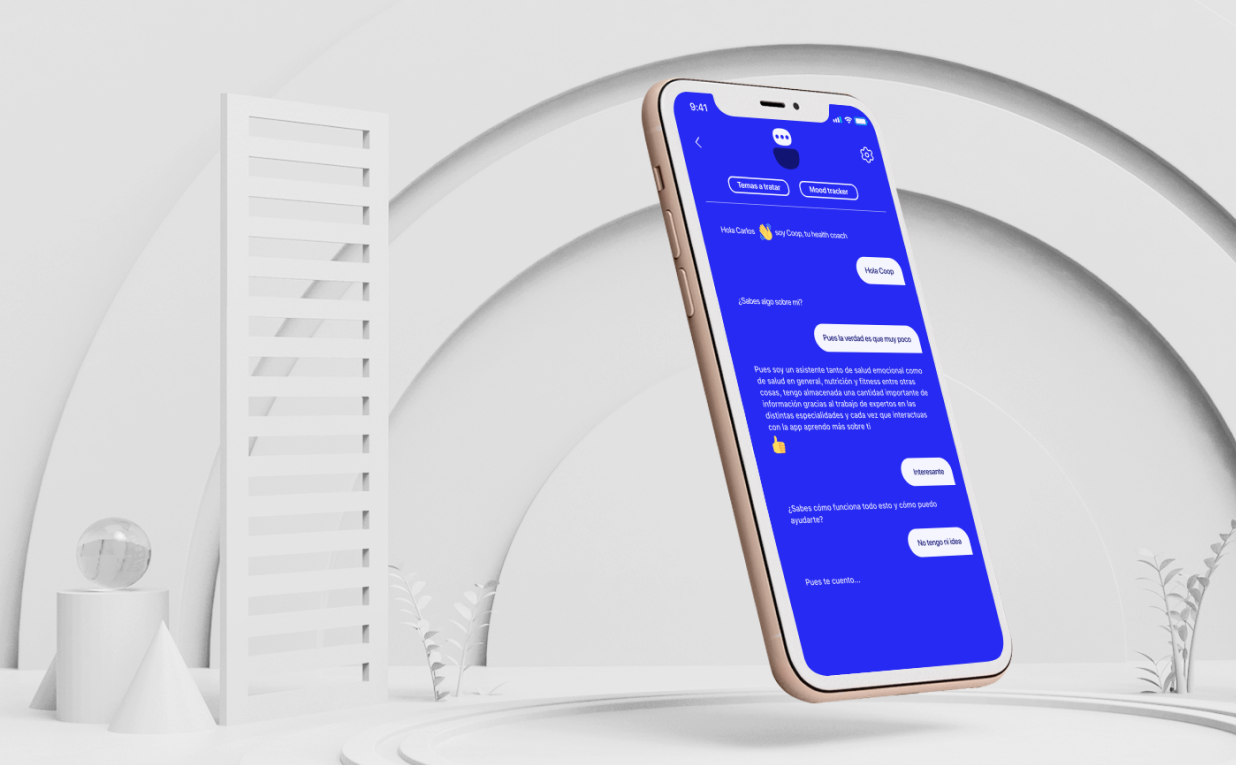 9:41
Temas a tratar
Mood tracker
Hola Carlos 👋 soy Coop, tu health coach
Hola Coop
¿Sabes algo sobre mí?
Pues la verdad es que muy poco
Pues soy un asistente tanto de salud emocional como
de salud en general, nutrición y fitness entre otras
cosas, tengo almacenada una cantidad importante de
información gracias al trabajo de expertos en las
distintas especialidades y cada vez que interactuas
con la app aprendo más sobre ti
👍
Interesante
¿Sabes cómo funciona todo esto y cómo puedo
ayudarte?
No tengo ni idea
Pues te cuento...